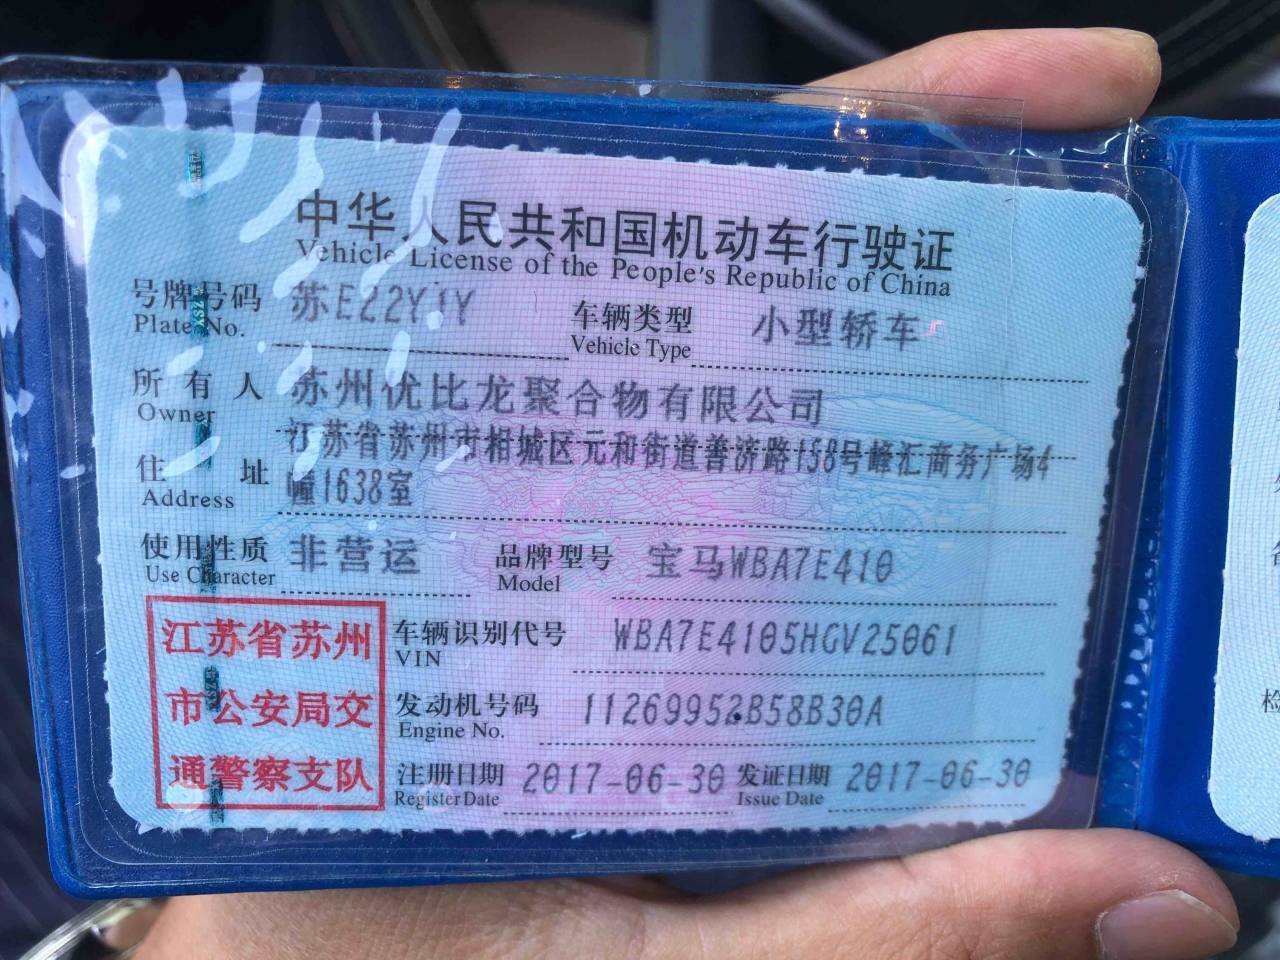 中华人民共和国机动车行驶证
Vehicle License of the People's Republic of China
号牌号码 苏E22Y1Y 车辆类型 小型轿车
Plate No. Vehicle Type
所有人 苏州优比龙聚合物有限公司
Owner
住址 江苏省苏州市相城区元和街道善济路158号峰汇商务广场4
Address 幢1638室
使用性质 非营运 品牌型号 宝马WBA7E410
Use Character Model
江苏省苏州
市公安局交
通警察支队
车辆识别代号 WBA7E4105HGV25061
VIN
发动机号码 11269952B58B30A
Engine No.
注册日期 2017-06-30 发证日期 2017-06-30
Register Date Issue Date
检